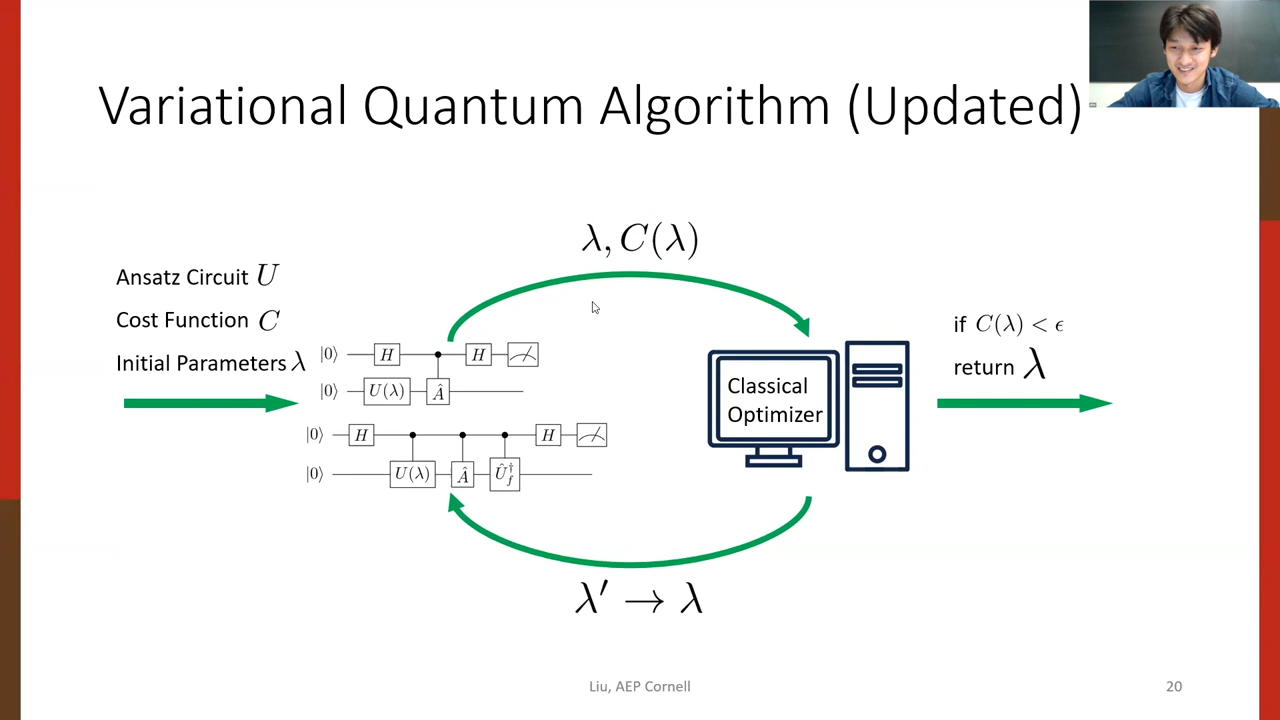 Variational Quantum Algorithm (Updated)
λ, C(λ)
Ansatz Circuit U
Cost Function C
Initial Parameters λ
|0⟩ H H
|0⟩ U(λ) Â
|0⟩ H H
|0⟩ U(λ) Â Û_f^†
Classical
Optimizer
if C(λ) < ϵ
return λ
λ′ → λ
Liu, AEP Cornell
20